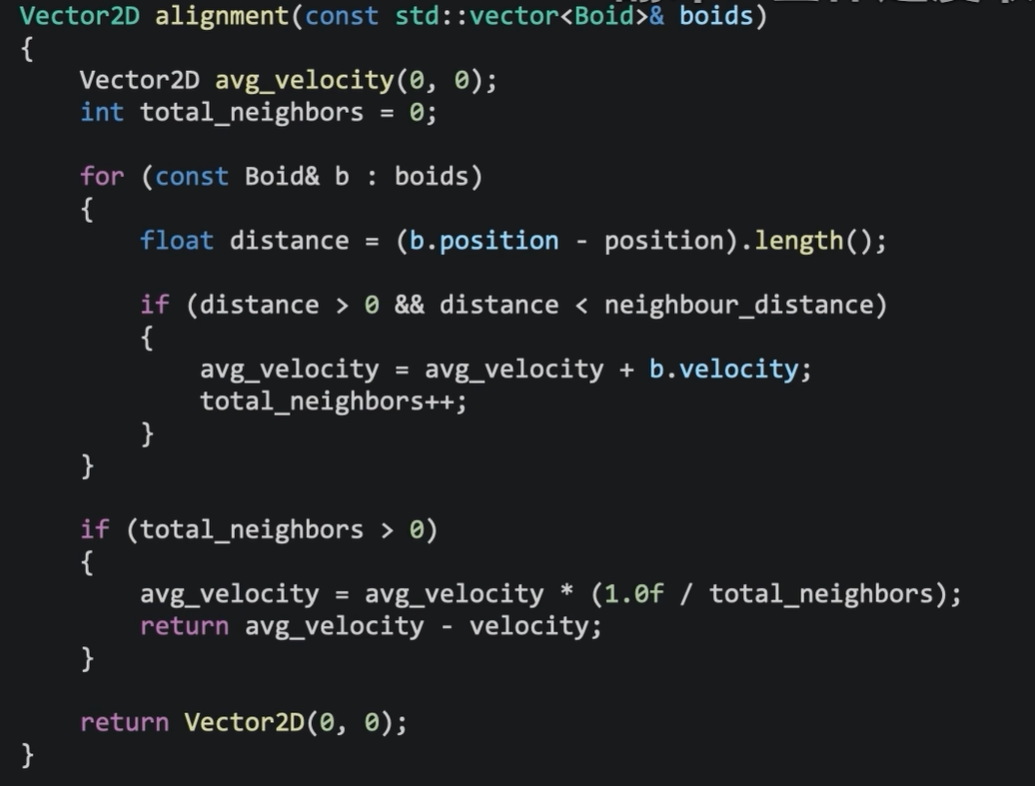 Vector2D alignment(const std::vector<Boid>& boids)
{
    Vector2D avg_velocity(0, 0);
    int total_neighbors = 0;

    for (const Boid& b : boids)
    {
        float distance = (b.position - position).length();

        if (distance > 0 && distance < neighbour_distance)
        {
            avg_velocity = avg_velocity + b.velocity;
            total_neighbors++;
        }
    }

    if (total_neighbors > 0)
    {
        avg_velocity = avg_velocity * (1.0f / total_neighbors);
        return avg_velocity - velocity;
    }

    return Vector2D(0, 0);
}